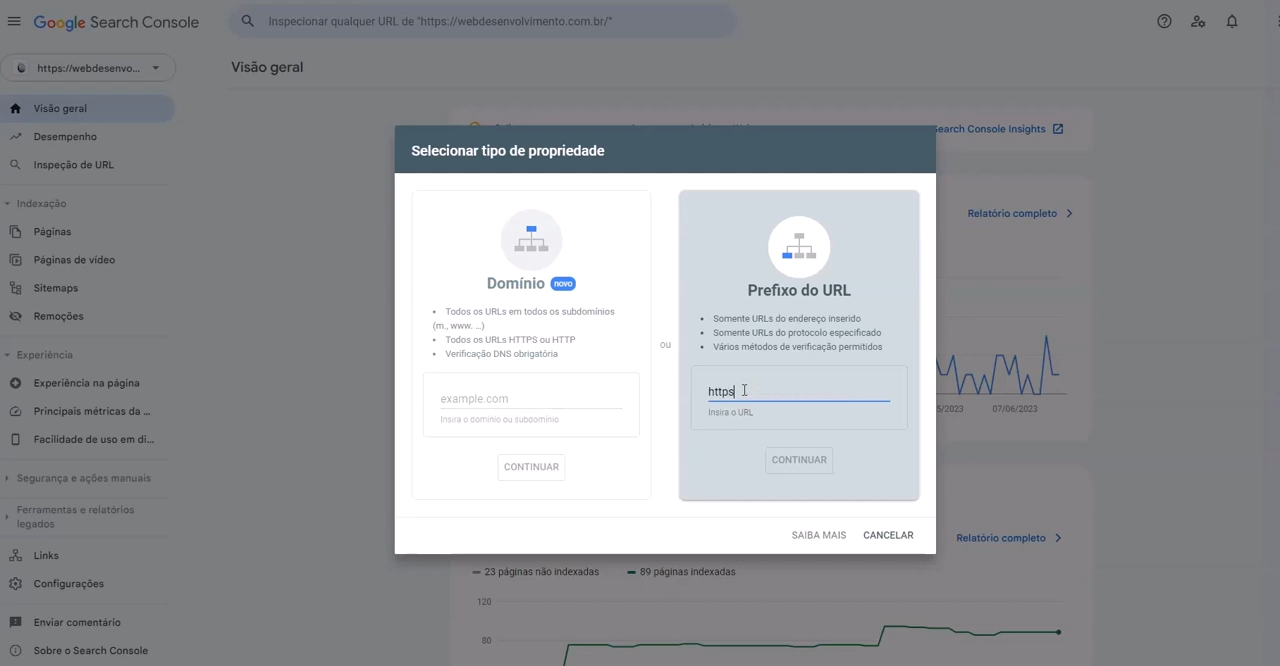 Google Search Console
Inspecionar qualquer URL de "https://webdesenvolvimento.com.br/"
https://webdesenvo...
Visão geral
Visão geral
Desempenho
Inspeção de URL
Indexação
Páginas
Páginas de vídeo
Sitemaps
Remoções
Experiência
Experiência na página
Principais métricas da ...
Facilidade de uso em di...
Segurança e ações manuais
Ferramentas e relatórios
legados
Links
Configurações
Enviar comentário
Sobre o Search Console
Search Console Insights
Relatório completo
07/06/2023
5/2023
Selecionar tipo de propriedade
Domínio novo
• Todos os URLs em todos os subdomínios
(m., www. ...)
• Todos os URLs HTTPS ou HTTP
• Verificação DNS obrigatória
example.com
Insira o domínio ou subdomínio
CONTINUAR
ou
Prefixo do URL
• Somente URLs do endereço inserido
• Somente URLs do protocolo especificado
• Vários métodos de verificação permitidos
https
Insira o URL
CONTINUAR
SAIBA MAIS CANCELAR
Relatório completo
23 páginas não indexadas 89 páginas indexadas
120
80